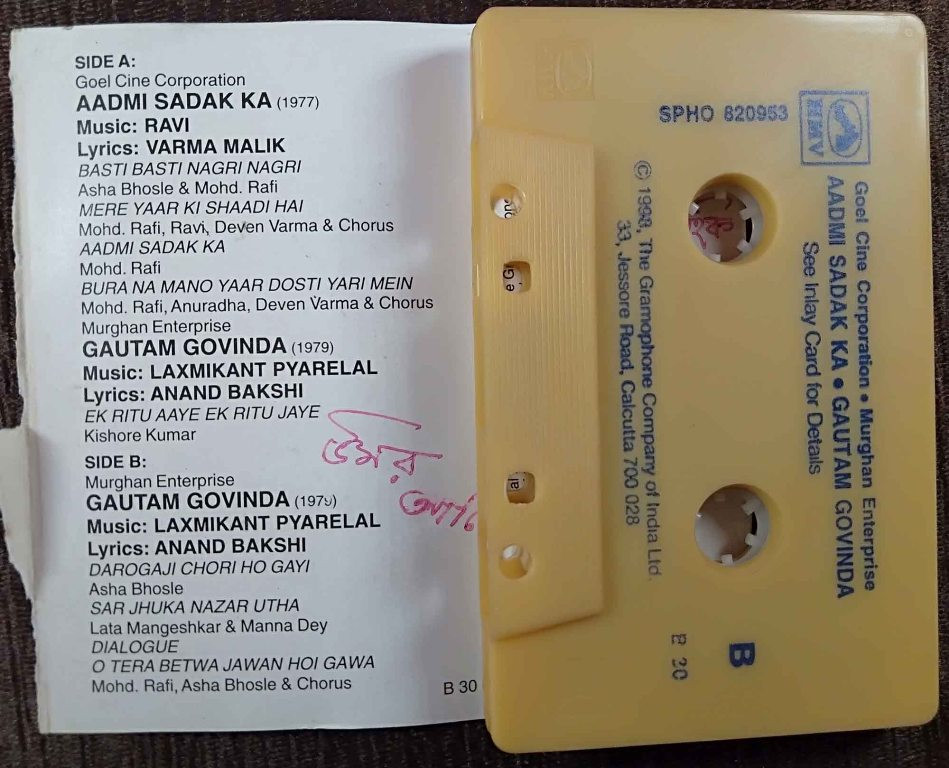 SIDE A:
Goel Cine Corporation
AADMI SADAK KA (1977)
Music: RAVI
Lyrics: VARMA MALIK
BASTI BASTI NAGRI NAGRI
Asha Bhosle & Mohd. Rafi
MERE YAAR KI SHAADI HAI
Mohd. Rafi, Ravi, Deven Varma & Chorus
AADMI SADAK KA
Mohd. Rafi
BURA NA MANO YAAR DOSTI YARI MEIN
Mohd. Rafi, Anuradha, Deven Varma & Chorus
Murghan Enterprise
GAUTAM GOVINDA (1979)
Music: LAXMIKANT PYARELAL
Lyrics: ANAND BAKSHI
EK RITU AAYE EK RITU JAYE
Kishore Kumar
SIDE B:
Murghan Enterprise
GAUTAM GOVINDA (1979)
Music: LAXMIKANT PYARELAL
Lyrics: ANAND BAKSHI
DAROGAJI CHORI HO GAYI
Asha Bhosle
SAR JHUKA NAZAR UTHA
Lata Mangeshkar & Manna Dey
DIALOGUE
O TERA BETWA JAWAN HOI GAWA
Mohd. Rafi, Asha Bhosle & Chorus
B 30
SPHO 820953
HMV
Goel Cine Corporation • Murghan Enterprise
AADMI SADAK KA • GAUTAM GOVINDA
See Inlay Card for Details
© 1998, The Gramophone Company of India Ltd.
33, Jessore Road, Calcutta 700 028
B
B 30